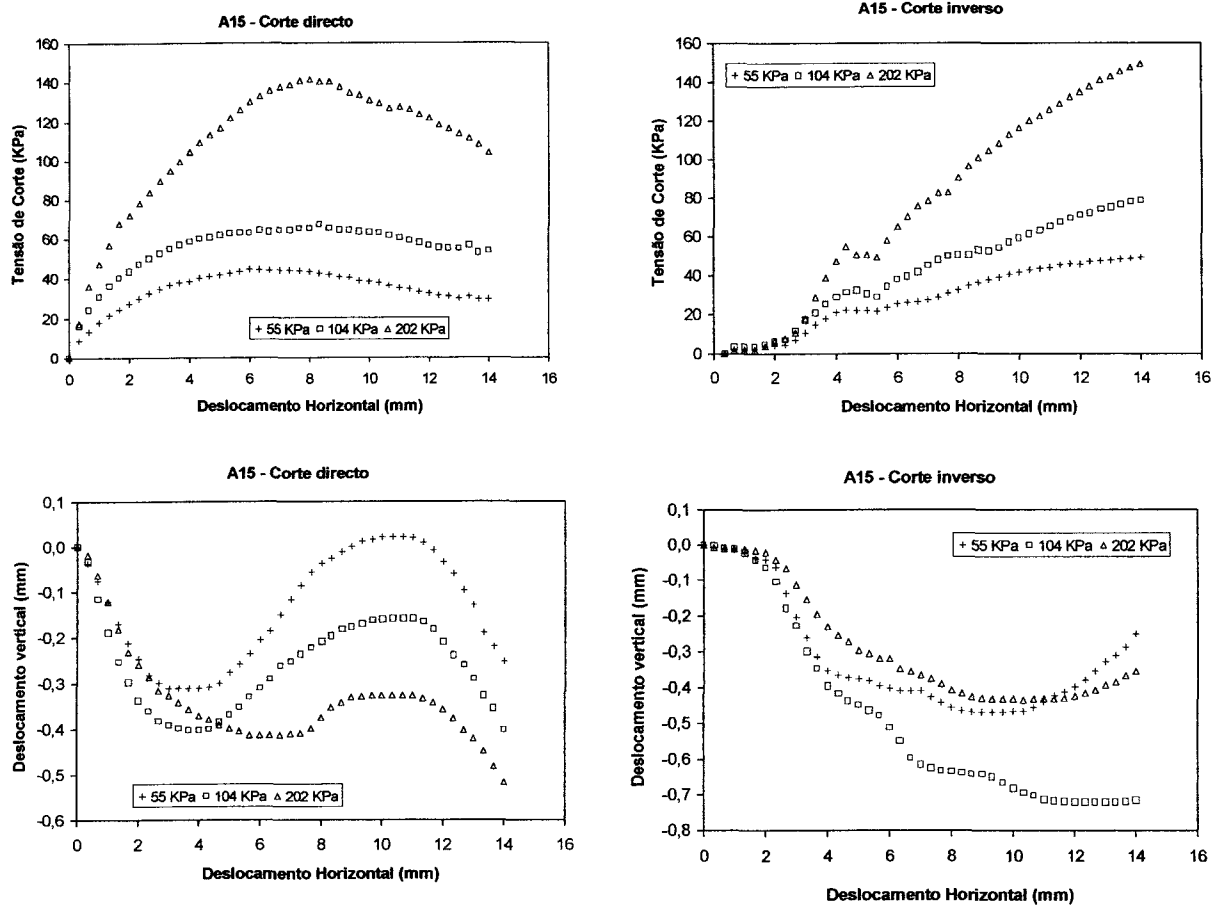 A15 - Corte directo
160
140
120
100
80
60
40
20
0
Tensão de Corte (KPa)
+ 55 KPa □ 104 KPa △ 202 KPa
0 2 4 6 8 10 12 14 16
Deslocamento Horizontal (mm)
A15 - Corte inverso
160
140
120
100
80
60
40
20
0
Tensão de Corte (KPa)
+ 55 KPa □ 104 KPa △ 202 KPa
0 2 4 6 8 10 12 14 16
Deslocamento Horizontal (mm)
A15 - Corte directo
0,1
0,0
-0,1
-0,2
-0,3
-0,4
-0,5
-0,6
Deslocamento vertical (mm)
+ 55 KPa □ 104 KPa △ 202 KPa
0 2 4 6 8 10 12 14 16
Deslocamento Horizontal (mm)
A15 - Corte inverso
0,1
0,0
-0,1
-0,2
-0,3
-0,4
-0,5
-0,6
-0,7
-0,8
Deslocamento vertical (mm)
+ 55 KPa □ 104 KPa △ 202 KPa
0 2 4 6 8 10 12 14 16
Deslocamento Horizontal (mm)